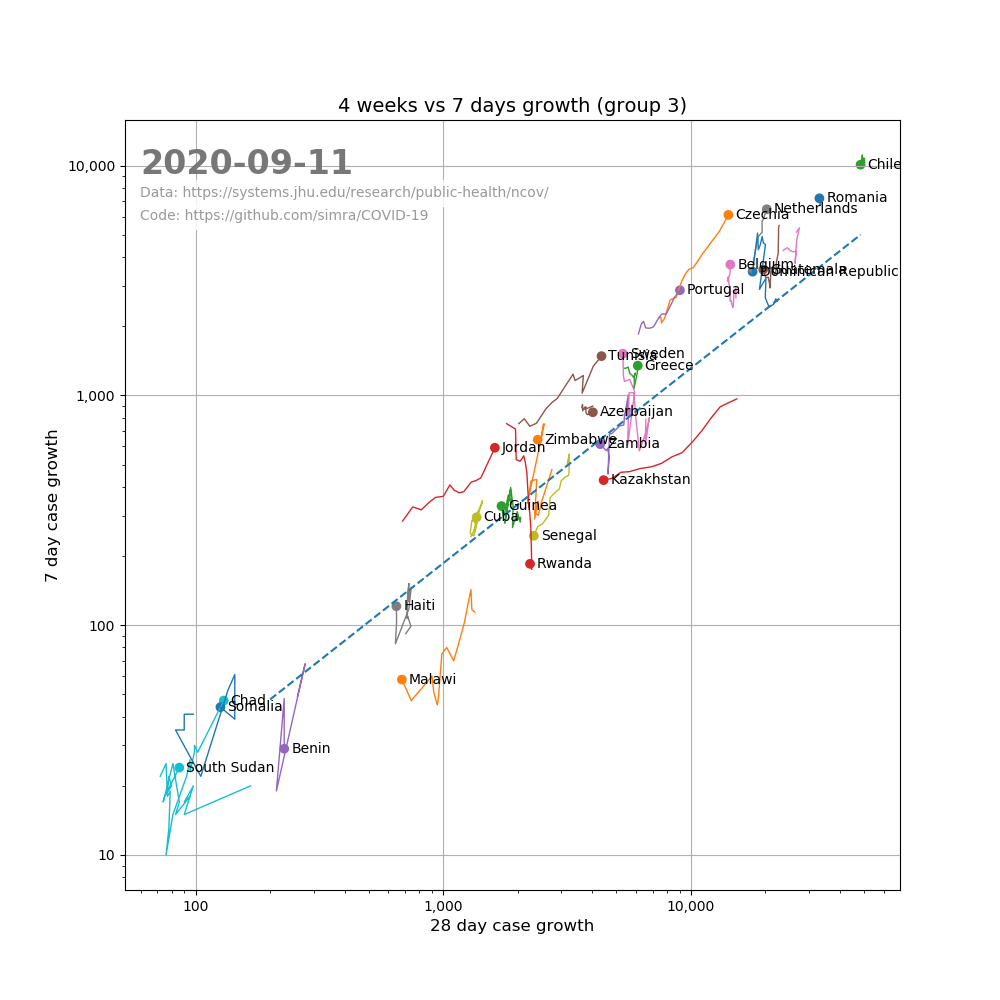 4 weeks vs 7 days growth (group 3)
2020-09-11
Data: https://systems.jhu.edu/research/public-health/ncov/
Code: https://github.com/simra/COVID-19
10,000
1,000
100
10
7 day case growth
Chile
Romania
Netherlands
Czechia
Belgium
Guatemala
Dominican Republic
Portugal
Tunisia
Sweden
Greece
Azerbaijan
Zimbabwe
Zambia
Jordan
Kazakhstan
Guinea
Cuba
Senegal
Rwanda
Haiti
Malawi
Chad
Somalia
Benin
South Sudan
100
1,000
10,000
28 day case growth